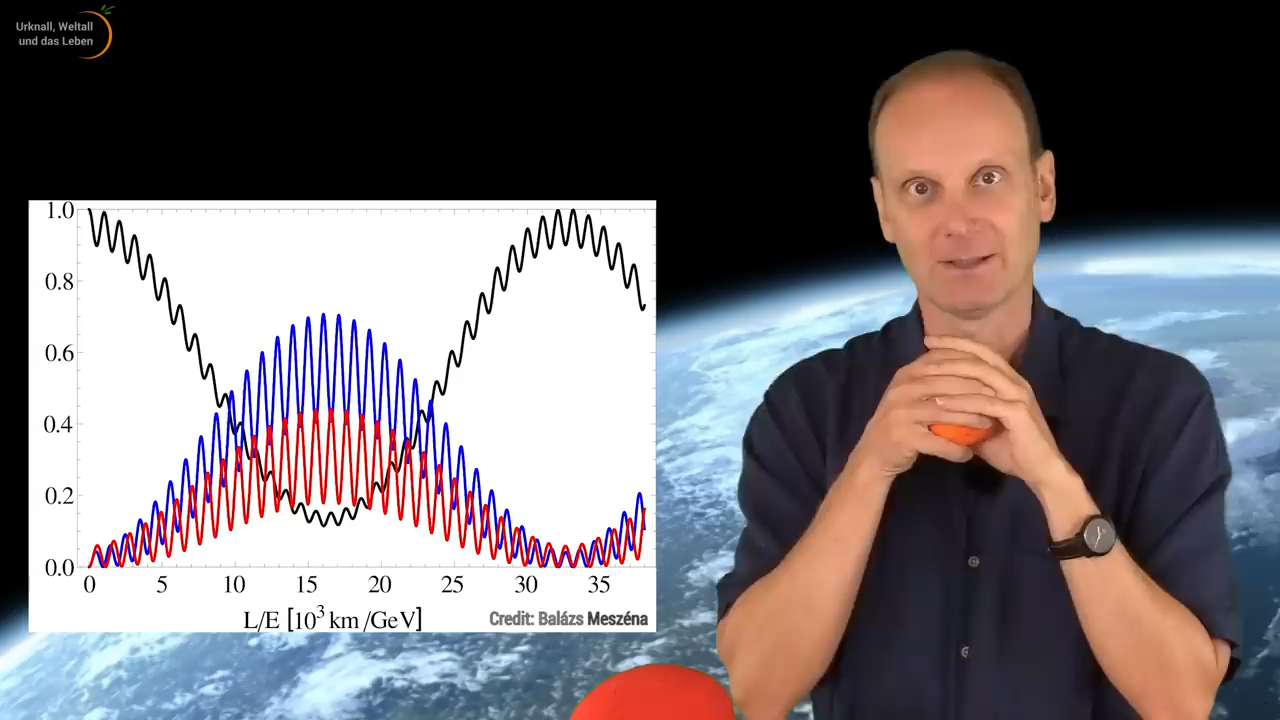 Urknall, Weltall
und das Leben
1.0
0.8
0.6
0.4
0.2
0.0
0 5 10 15 20 25 30 35
L/E [10³ km/GeV]
Credit: Balázs Meszéna